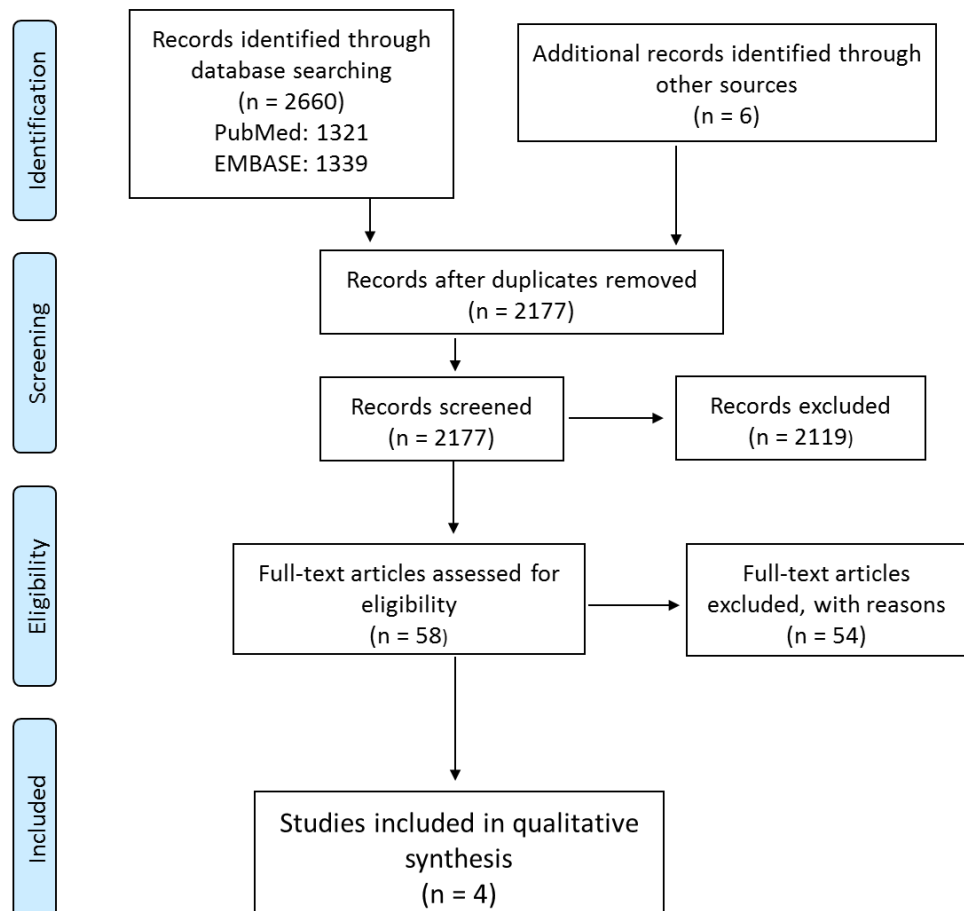 Identification
Records identified through
database searching
(n = 2660)
PubMed: 1321
EMBASE: 1339
Additional records identified through
other sources
(n = 6)
Screening
Records after duplicates removed
(n = 2177)
Records screened
(n = 2177)
Records excluded
(n = 2119)
Eligibility
Full-text articles assessed for
eligibility
(n = 58)
Full-text articles
excluded, with reasons
(n = 54)
Included
Studies included in qualitative
synthesis
(n = 4)